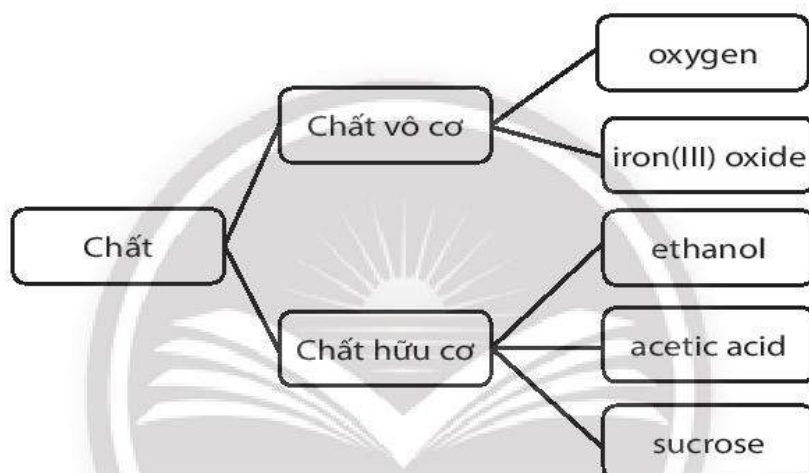 Chất
Chất vô cơ
oxygen
iron(III) oxide
Chất hữu cơ
ethanol
acetic acid
sucrose